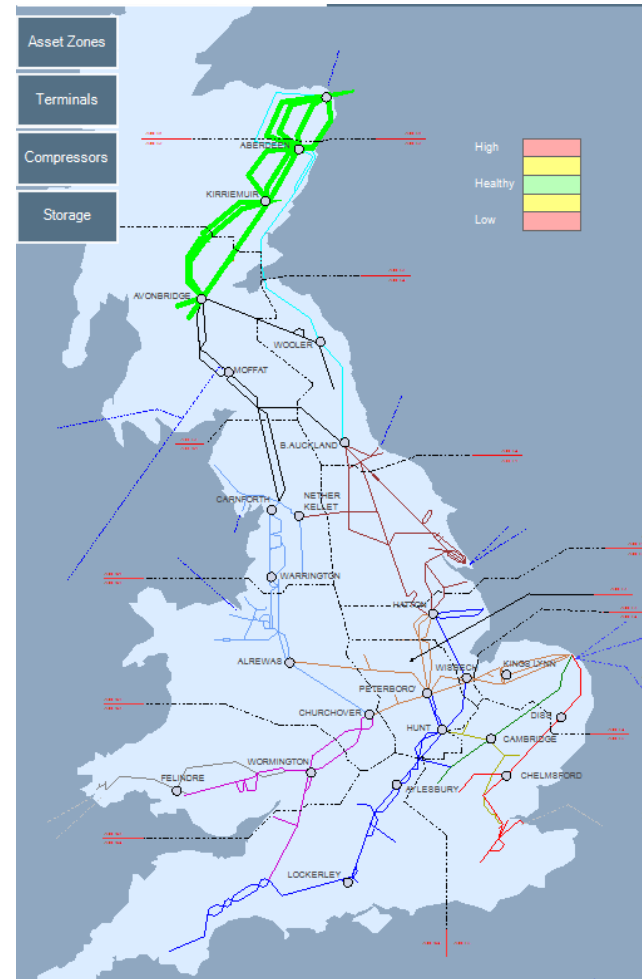 Asset Zones
Terminals
Compressors
Storage
High
Healthy
Low
ABERDEEN
KIRRIEMUIR
AVONBRIDGE
WOOLER
MOFFAT
B.AUCKLAND
CARNFORTH
NETHER
KELLET
WARRINGTON
HATTON
ALREWAS
WISBECH
KINGS LYNN
PETERBORO'
CHURCHOVER
DISS
HUNT
CAMBRIDGE
WORMINGTON
FELINDRE
AYLESBURY
CHELMSFORD
LOCKERLEY